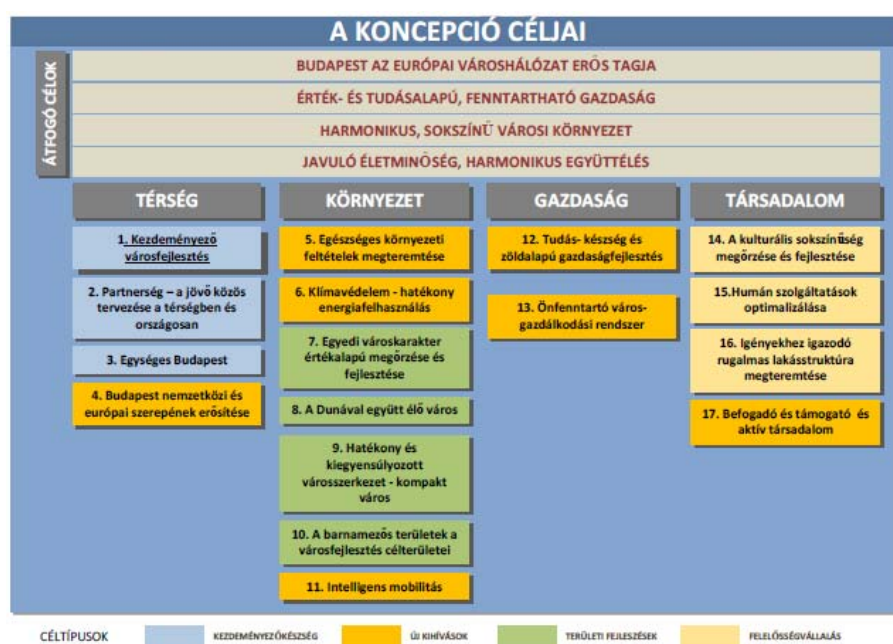 A KONCEPCIÓ CÉLJAI
ÁTFOGÓ CÉLOK
BUDAPEST AZ EURÓPAI VÁROSHÁLÓZAT ERŐS TAGJA
ÉRTÉK- ÉS TUDÁSALAPÚ, FENNTARTHATÓ GAZDASÁG
HARMONIKUS, SOKSZÍNŰ VÁROSI KÖRNYEZET
JAVULÓ ÉLETMINŐSÉG, HARMONIKUS EGYÜTTÉLÉS
TÉRSÉG
1. Kezdeményező
városfejlesztés
2. Partnerség – a jövő közös
tervezése a térségben és
országosan
3. Egységes Budapest
4. Budapest nemzetközi és
európai szerepének erősítése
KÖRNYEZET
5. Egészséges környezeti
feltételek megteremtése
6. Klímavédelem - hatékony
energiafelhasználás
7. Egyedi városkarakter
értékalapú megőrzése és
fejlesztése
8. A Dunával együtt élő város
9. Hatékony és
kiegyensúlyozott
városszerkezet - kompakt
város
10. A barnamezős területek a
városfejlesztés célterületei
11. Intelligens mobilitás
GAZDASÁG
12. Tudás- készség és
zöldalapú gazdaságfejlesztés
13. Önfenntartó város-
gazdálkodási rendszer
TÁRSADALOM
14. A kulturális sokszínűség
megőrzése és fejlesztése
15.Humán szolgáltatások
optimalizálása
16. Igényekhez igazodó
rugalmas lakásstruktúra
megteremtése
17. Befogadó és támogató és
aktív társadalom
CÉLTÍPUSOK
KEZDEMÉNYEZŐKÉSZSÉG
ÚJ KIHÍVÁSOK
TERÜLETI FEJLESZÉSEK
FELELŐSSÉGVÁLLALÁS